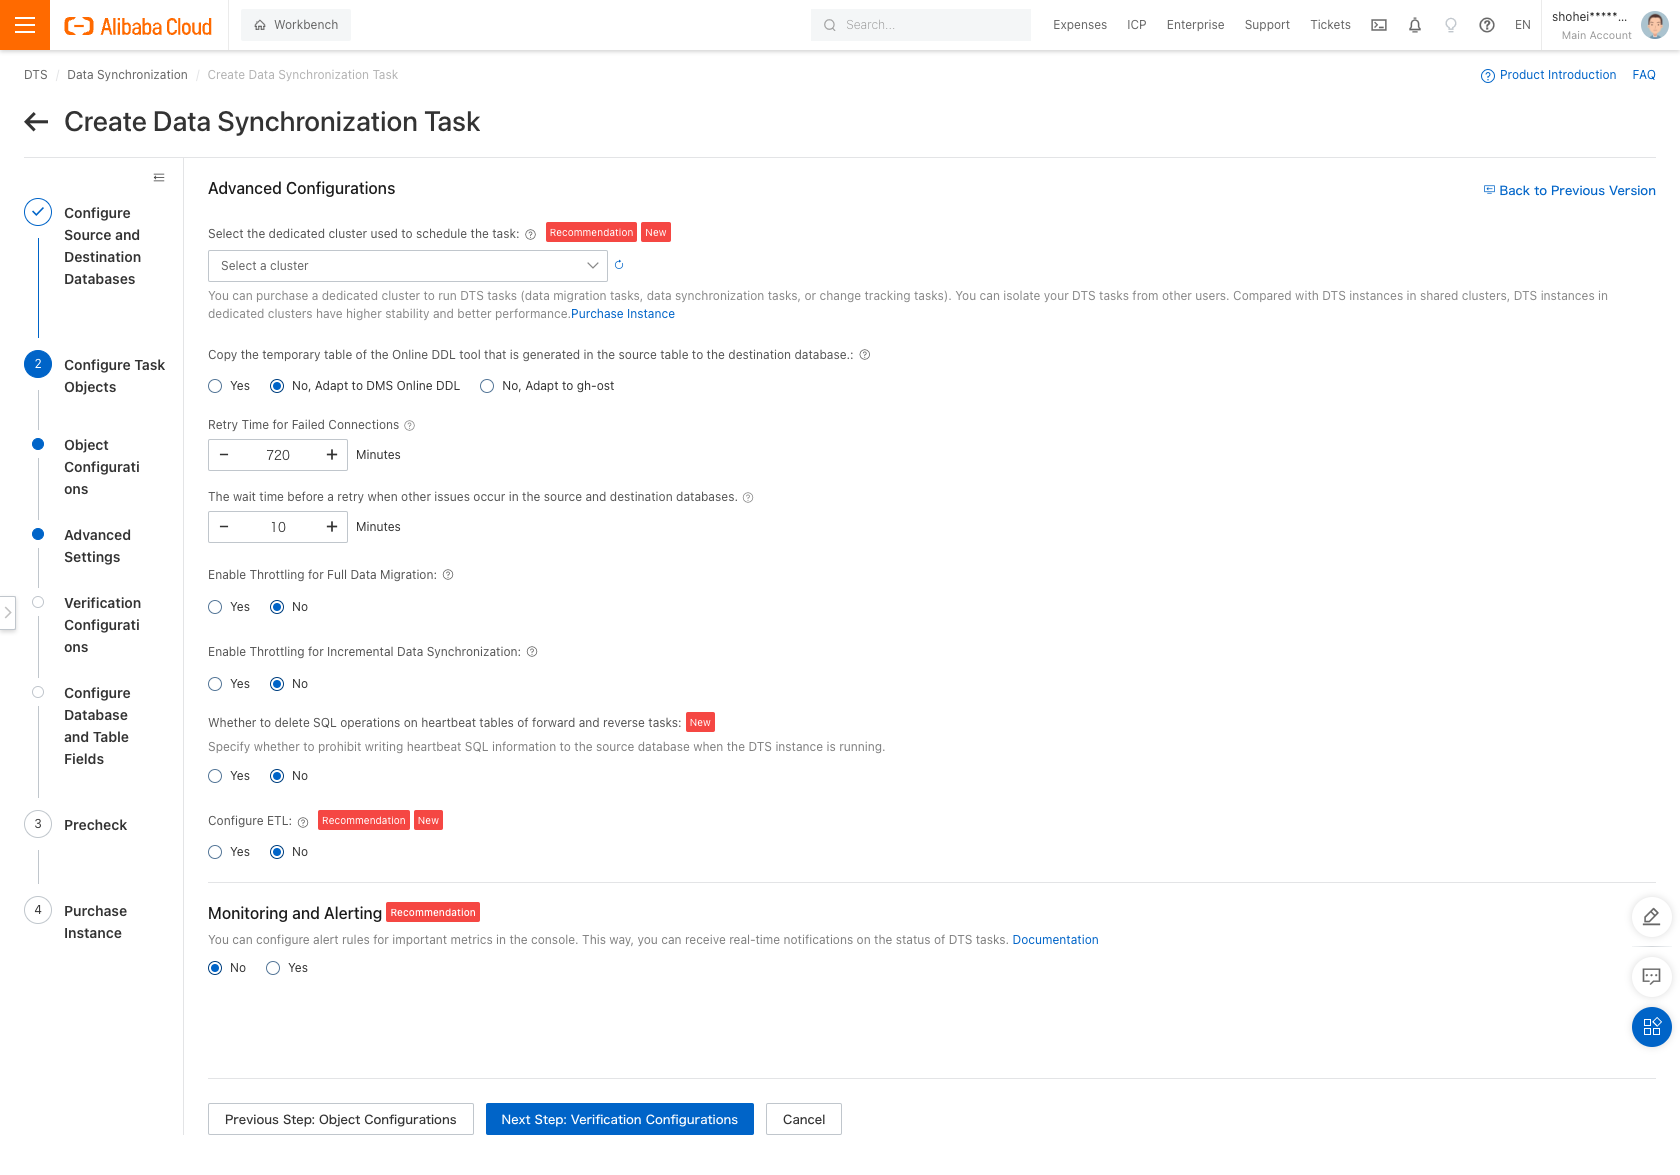 Alibaba Cloud
Workbench
Search...
Expenses
ICP
Enterprise
Support
Tickets
EN
shohei*****...
Main Account
DTS / Data Synchronization / Create Data Synchronization Task
Product Introduction
FAQ
Create Data Synchronization Task
Configure
Source and
Destination
Databases
2
Configure Task
Objects
Object
Configurati
ons
Advanced
Settings
Verification
Configurati
ons
Configure
Database
and Table
Fields
3
Precheck
4
Purchase
Instance
Advanced Configurations
Back to Previous Version
Select the dedicated cluster used to schedule the task: Recommendation New
Select a cluster
You can purchase a dedicated cluster to run DTS tasks (data migration tasks, data synchronization tasks, or change tracking tasks). You can isolate your DTS tasks from other users. Compared with DTS instances in shared clusters, DTS instances in
dedicated clusters have higher stability and better performance.Purchase Instance
Copy the temporary table of the Online DDL tool that is generated in the source table to the destination database.:
Yes No, Adapt to DMS Online DDL No, Adapt to gh-ost
Retry Time for Failed Connections
− 720 + Minutes
The wait time before a retry when other issues occur in the source and destination databases.
− 10 + Minutes
Enable Throttling for Full Data Migration:
Yes No
Enable Throttling for Incremental Data Synchronization:
Yes No
Whether to delete SQL operations on heartbeat tables of forward and reverse tasks: New
Specify whether to prohibit writing heartbeat SQL information to the source database when the DTS instance is running.
Yes No
Configure ETL: Recommendation New
Yes No
Monitoring and Alerting Recommendation
You can configure alert rules for important metrics in the console. This way, you can receive real-time notifications on the status of DTS tasks. Documentation
No Yes
Previous Step: Object Configurations
Next Step: Verification Configurations
Cancel